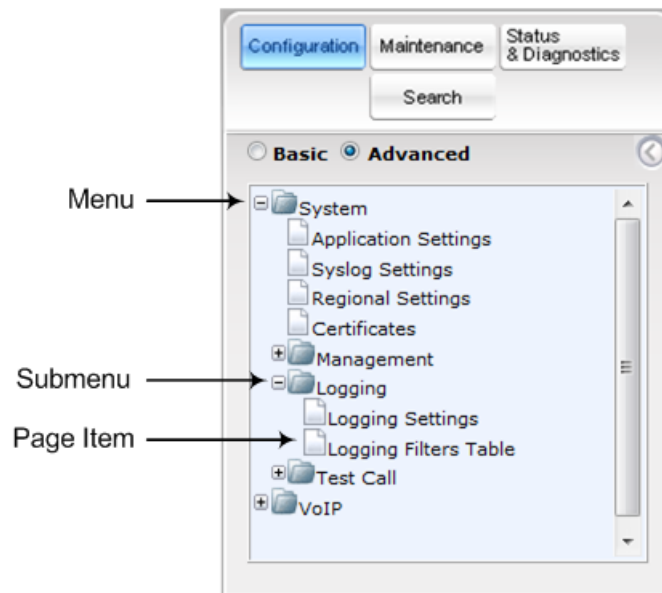 Configuration
Maintenance
Status
& Diagnostics
Search
Basic
Advanced
Menu
System
Application Settings
Syslog Settings
Regional Settings
Certificates
Management
Submenu
Logging
Logging Settings
Page Item
Logging Filters Table
Test Call
VoIP